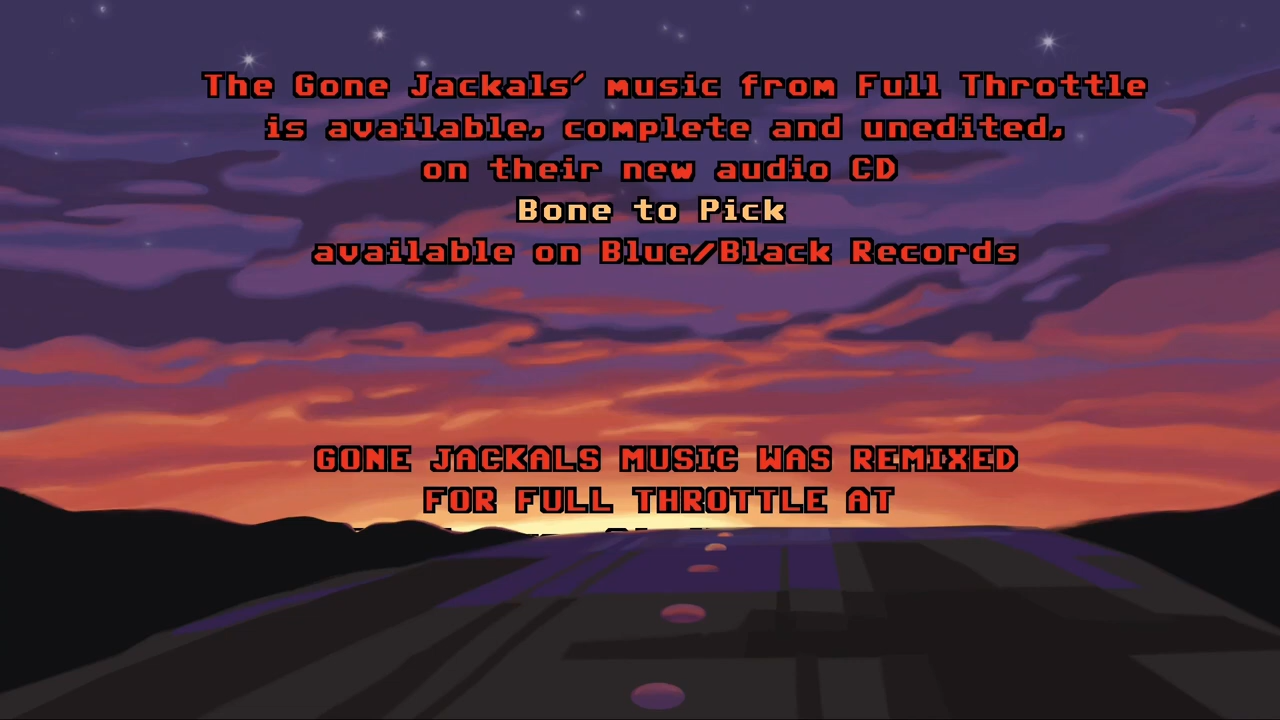 The Gone Jackals' music from Full Throttle
is available, complete and unedited,
on their new audio CD
Bone to Pick
available on Blue/Black Records
GONE JACKALS MUSIC WAS REMIXED
FOR FULL THROTTLE AT